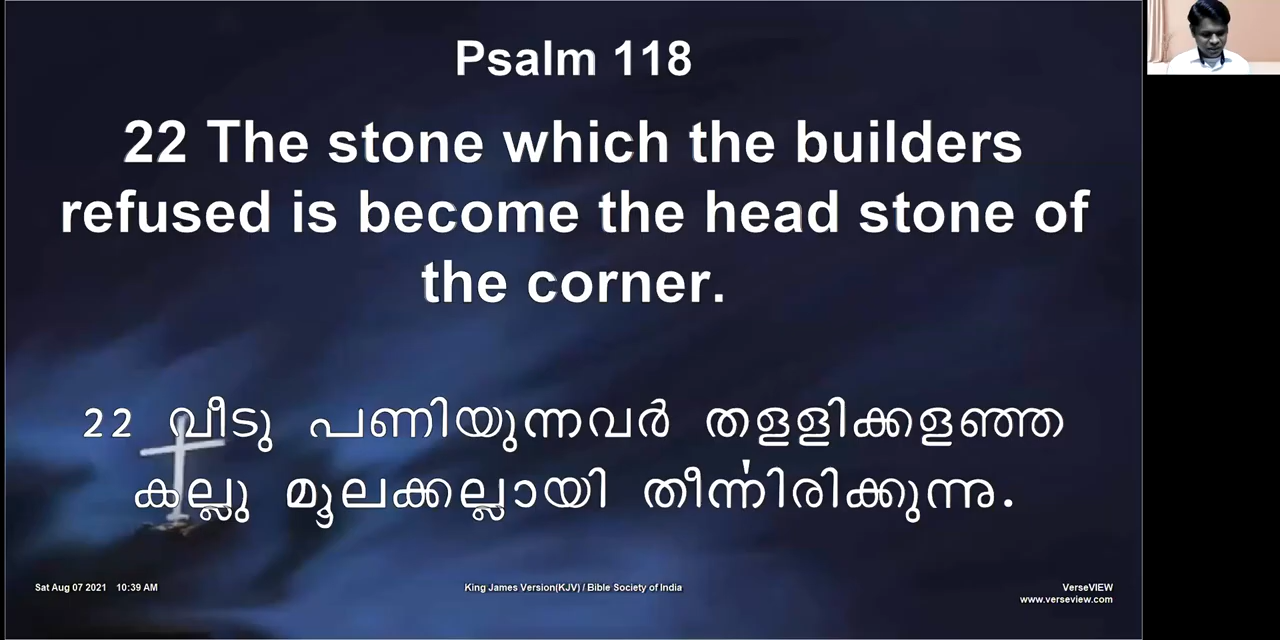 Psalm 118
22 The stone which the builders
refused is become the head stone of
the corner.
22 വീടു പണിയുന്നവർ തള്ളിക്കളഞ്ഞ
കല്ലു മൂലക്കല്ലായി തീൎന്നിരിക്കുന്നു.
Sat Aug 07 2021 10:39 AM
King James Version(KJV) / Bible Society of India
VerseVIEW
www.verseview.com